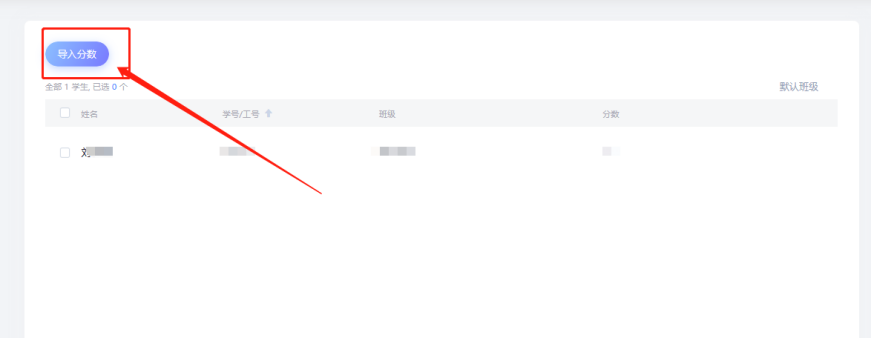 导入分数
全部 1 学生, 已选 0 个
默认班级
姓名 学号/工号 班级 分数
刘